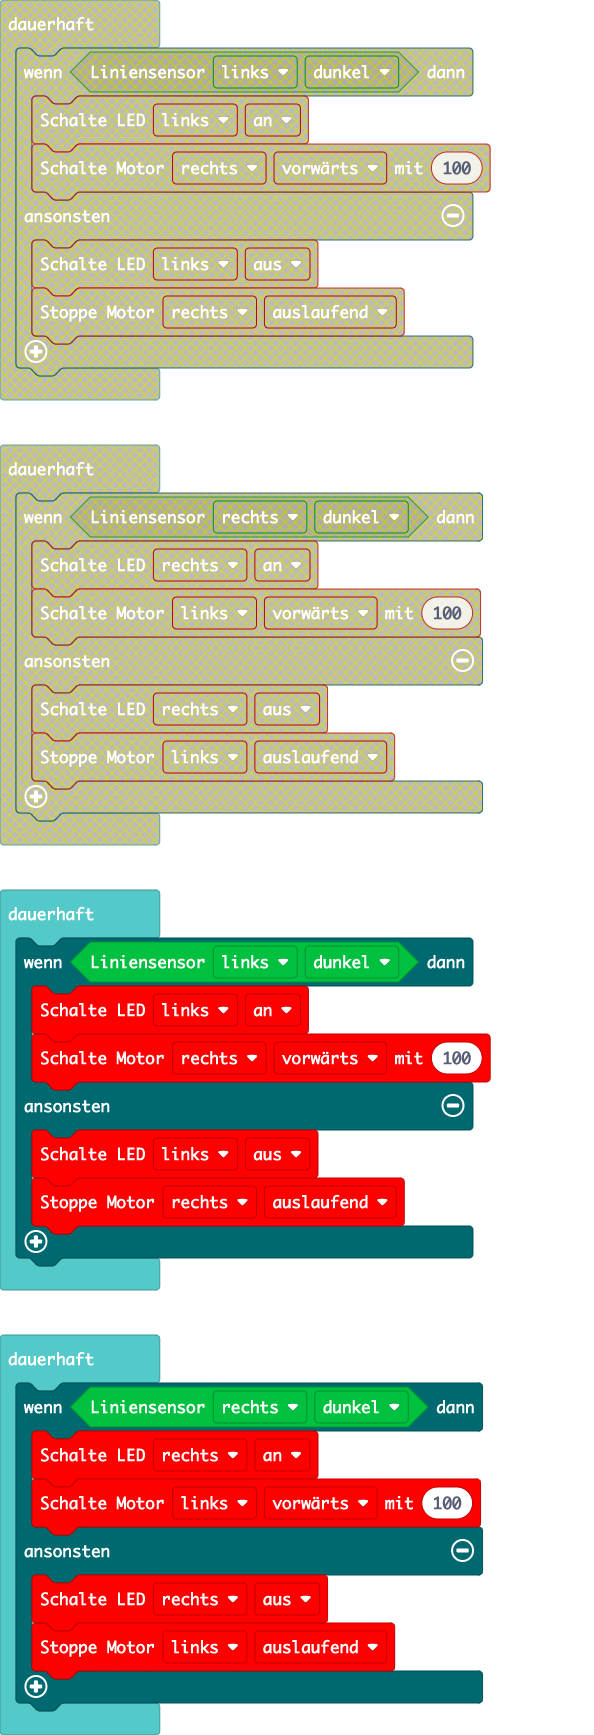 dauerhaft
wenn Liniensensor links dunkel dann
Schalte LED links an
Schalte Motor rechts vorwärts mit 100
ansonsten
Schalte LED links aus
Stoppe Motor rechts auslaufend
dauerhaft
wenn Liniensensor rechts dunkel dann
Schalte LED rechts an
Schalte Motor links vorwärts mit 100
ansonsten
Schalte LED rechts aus
Stoppe Motor links auslaufend
dauerhaft
wenn Liniensensor links dunkel dann
Schalte LED links an
Schalte Motor rechts vorwärts mit 100
ansonsten
Schalte LED links aus
Stoppe Motor rechts auslaufend
dauerhaft
wenn Liniensensor rechts dunkel dann
Schalte LED rechts an
Schalte Motor links vorwärts mit 100
ansonsten
Schalte LED rechts aus
Stoppe Motor links auslaufend